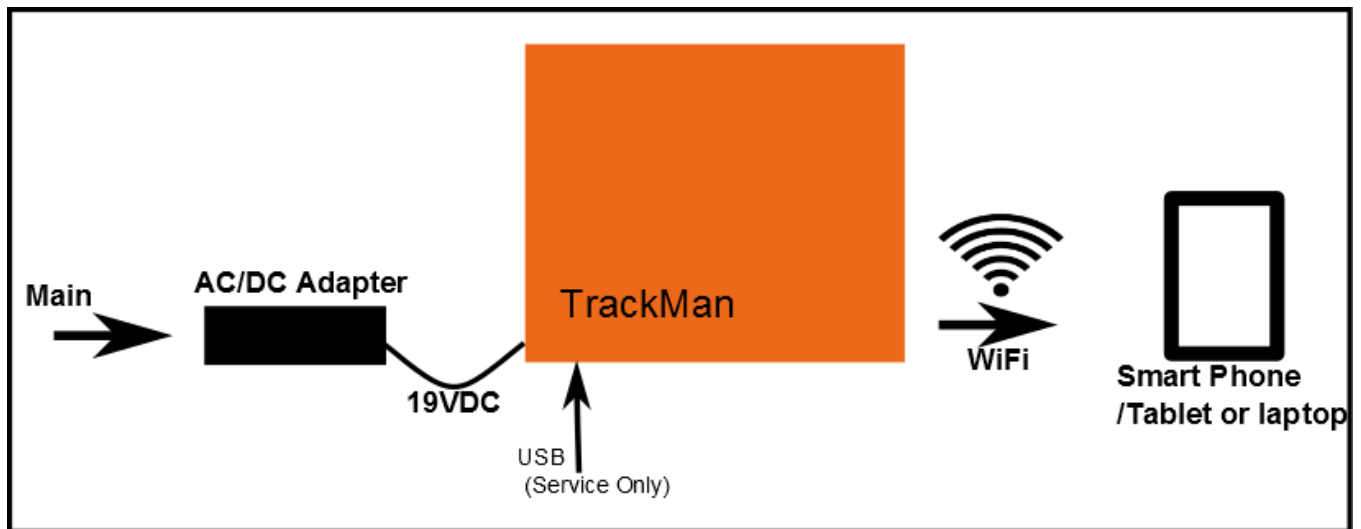 Main
AC/DC Adapter
19VDC
TrackMan
USB
(Service Only)
WiFi
Smart Phone
/Tablet or laptop